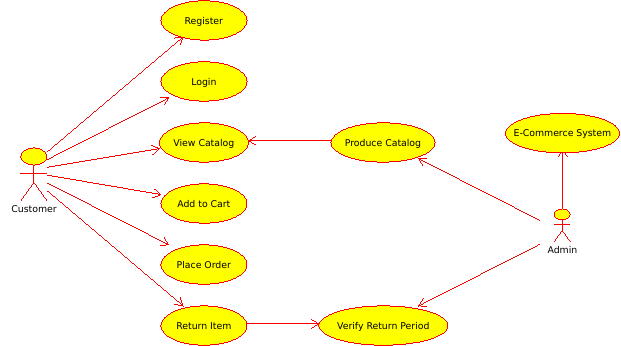 Register
Login
E-Commerce System
View Catalog
Produce Catalog
Customer
Add to Cart
Admin
Place Order
Return Item
Verify Return Period